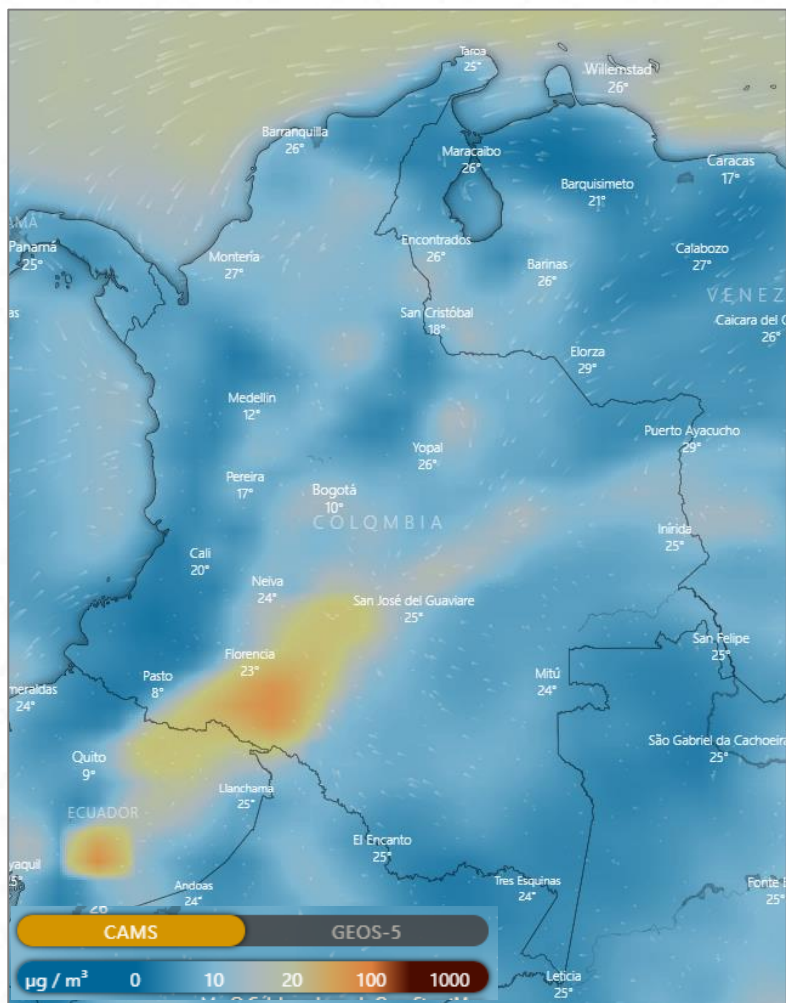 Taroa
25°
Willemstad
26°
Barranquilla
26°
Maracaibo
26°
Caracas
17°
Barquisimeto
21°
Panamá
25°
Montería
27°
Encontrados
26°
Barinas
26°
Calabozo
27°
VENEZ
San Cristóbal
18°
Caicara del O
26°
Elorza
29°
Medellín
12°
Puerto Ayacucho
29°
Yopal
26°
Pereira
17°
Bogotá
10°
COLOMBIA
Inírida
25°
Cali
20°
Neiva
24°
San José del Guaviare
25°
San Felipe
25°
Florencia
23°
Pasto
8°
Mitú
24°
meraldas
24°
São Gabriel da Cachoeira
25°
Quito
9°
Llanchama
25°
ECUADOR
El Encanto
25°
yaquil
Andoas
24°
Tres Esquinas
24°
Fonte B
25°
26
CAMS GEOS-5
µg / m³ 0 10 20 100 1000
Leticia
25°